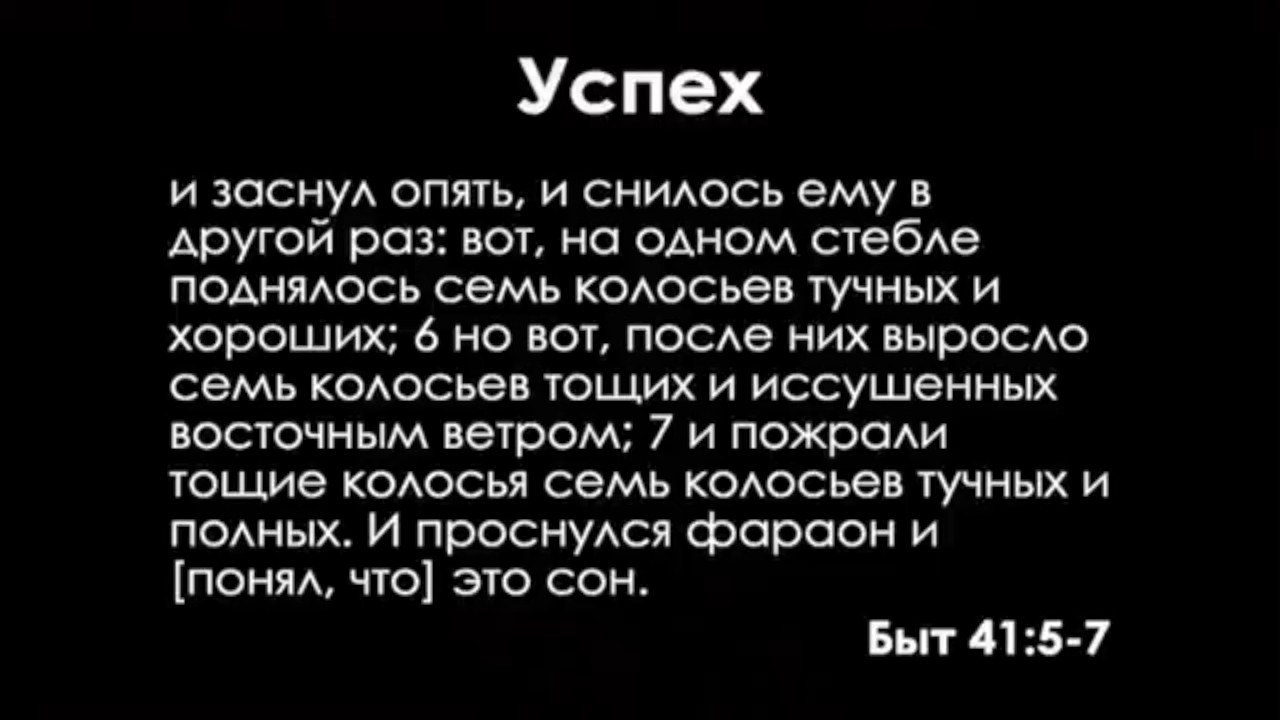 Успех
и заснул опять, и снилось ему в
другой раз: вот, на одном стебле
поднялось семь колосьев тучных и
хороших; 6 но вот, после них выросло
семь колосьев тощих и иссушенных
восточным ветром; 7 и пожрали
тощие колосья семь колосьев тучных и
полных. И проснулся фараон и
[понял, что] это сон.
Быт 41:5-7